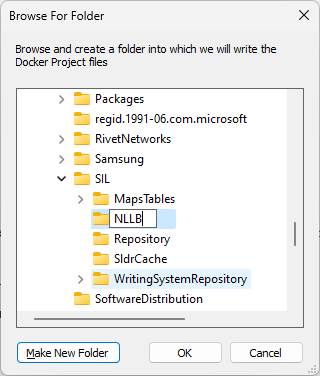 Browse For Folder
Browse and create a folder into which we will write the
Docker Project files
Packages
regid.1991-06.com.microsoft
RivetNetworks
Samsung
SIL
MapsTables
NLLB
Repository
SldrCache
WritingSystemRepository
SoftwareDistribution
Make New Folder
OK
Cancel